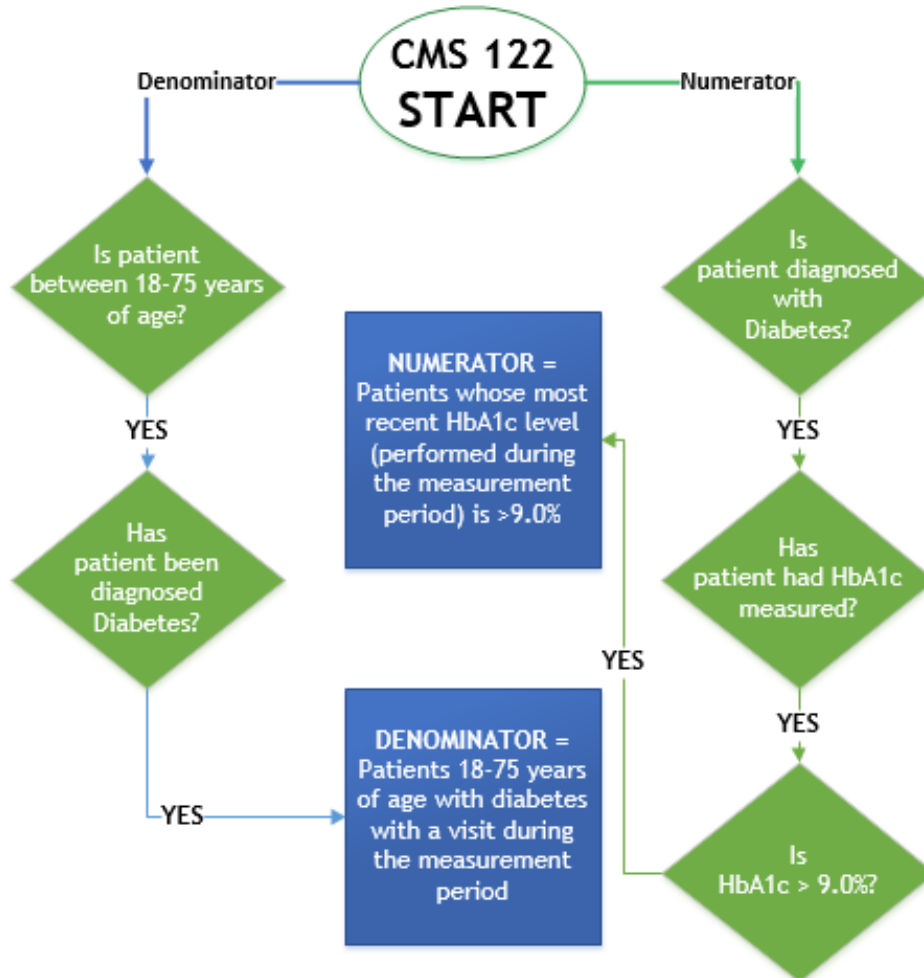 CMS 122
START
Denominator
Numerator
Is patient
between 18-75 years
of age?
YES
Has
patient been
diagnosed
Diabetes?
YES
DENOMINATOR =
Patients 18-75 years
of age with diabetes
with a visit during
the measurement
period
Is
patient diagnosed
with
Diabetes?
YES
Has
patient had HbA1c
measured?
YES
Is
HbA1c > 9.0%?
YES
NUMERATOR =
Patients whose most
recent HbA1c level
(performed during
the measurement
period) is >9.0%